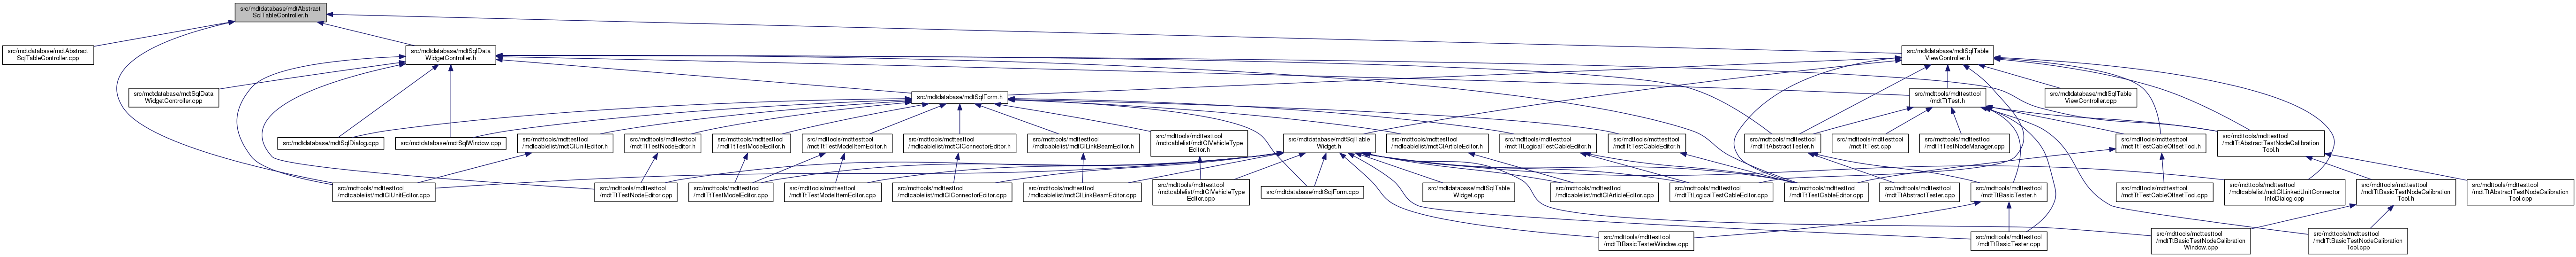 src/mdtdatabase/mdtAbstract
SqlTableController.h
src/mdtdatabase/mdtAbstract
SqlTableController.cpp
src/mdtdatabase/mdtSqlData
WidgetController.h
src/mdtdatabase/mdtSqlTable
ViewController.h
src/mdtdatabase/mdtSqlData
WidgetController.cpp
src/mdtdatabase/mdtSqlForm.h
src/mdttools/mdttesttool
/mdtTtTest.h
src/mdtdatabase/mdtSqlTable
ViewController.cpp
src/mdtdatabase/mdtSqlDialog.cpp
src/mdtdatabase/mdtSqlWindow.cpp
src/mdttools/mdttesttool
/mdtcablelist/mdtClUnitEditor.h
src/mdttools/mdttesttool
/mdtTtTestNodeEditor.h
src/mdttools/mdttesttool
/mdtTtTestModelEditor.h
src/mdttools/mdttesttool
/mdtTtTestModelItemEditor.h
src/mdttools/mdttesttool
/mdtcablelist/mdtClConnectorEditor.h
src/mdttools/mdttesttool
/mdtcablelist/mdtClLinkBeamEditor.h
src/mdttools/mdttesttool
/mdtcablelist/mdtClVehicleType
Editor.h
src/mdtdatabase/mdtSqlTable
Widget.h
src/mdttools/mdttesttool
/mdtcablelist/mdtClArticleEditor.h
src/mdttools/mdttesttool
/mdtTtLogicalTestCableEditor.h
src/mdttools/mdttesttool
/mdtTtTestCableEditor.h
src/mdttools/mdttesttool
/mdtTtAbstractTester.h
src/mdttools/mdttesttool
/mdtTtTest.cpp
src/mdttools/mdttesttool
/mdtTtTestNodeManager.cpp
src/mdttools/mdttesttool
/mdtTtTestCableOffsetTool.h
src/mdttools/mdttesttool
/mdtTtAbstractTestNodeCalibration
Tool.h
src/mdttools/mdttesttool
/mdtcablelist/mdtClUnitEditor.cpp
src/mdttools/mdttesttool
/mdtTtTestNodeEditor.cpp
src/mdttools/mdttesttool
/mdtTtTestModelEditor.cpp
src/mdttools/mdttesttool
/mdtTtTestModelItemEditor.cpp
src/mdttools/mdttesttool
/mdtcablelist/mdtClConnectorEditor.cpp
src/mdttools/mdttesttool
/mdtcablelist/mdtClLinkBeamEditor.cpp
src/mdttools/mdttesttool
/mdtcablelist/mdtClVehicleType
Editor.cpp
src/mdtdatabase/mdtSqlForm.cpp
src/mdtdatabase/mdtSqlTable
Widget.cpp
src/mdttools/mdttesttool
/mdtcablelist/mdtClArticleEditor.cpp
src/mdttools/mdttesttool
/mdtTtLogicalTestCableEditor.cpp
src/mdttools/mdttesttool
/mdtTtTestCableEditor.cpp
src/mdttools/mdttesttool
/mdtTtAbstractTester.cpp
src/mdttools/mdttesttool
/mdtTtBasicTester.h
src/mdttools/mdttesttool
/mdtTtTestCableOffsetTool.cpp
src/mdttools/mdttesttool
/mdtcablelist/mdtClLinkedUnitConnector
InfoDialog.cpp
src/mdttools/mdttesttool
/mdtTtBasicTestNodeCalibration
Tool.h
src/mdttools/mdttesttool
/mdtTtAbstractTestNodeCalibration
Tool.cpp
src/mdttools/mdttesttool
/mdtTtBasicTesterWindow.cpp
src/mdttools/mdttesttool
/mdtTtBasicTester.cpp
src/mdttools/mdttesttool
/mdtTtBasicTestNodeCalibration
Window.cpp
src/mdttools/mdttesttool
/mdtTtBasicTestNodeCalibration
Tool.cpp